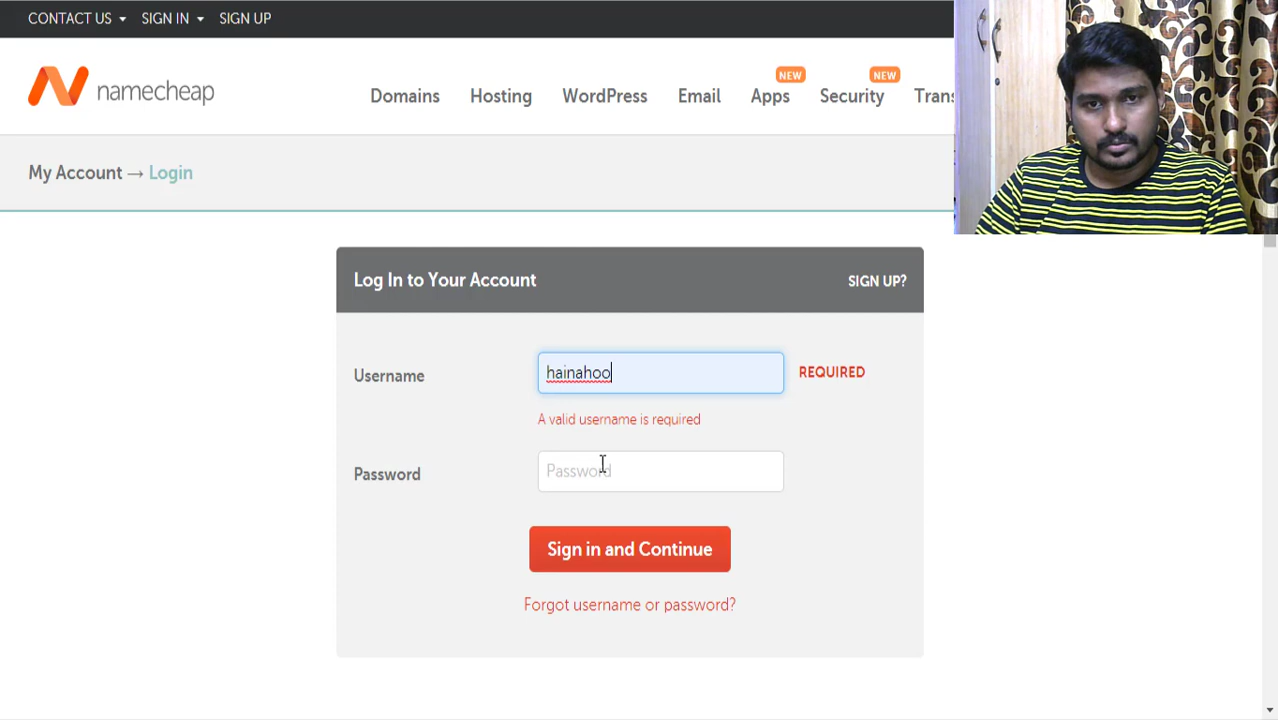 CONTACT US SIGN IN SIGN UP
namecheap
Domains Hosting WordPress Email Apps NEW Security NEW Tran
My Account → Login
Log In to Your Account SIGN UP?
Username hainahoo REQUIRED
A valid username is required
Password Password
Sign in and Continue
Forgot username or password?